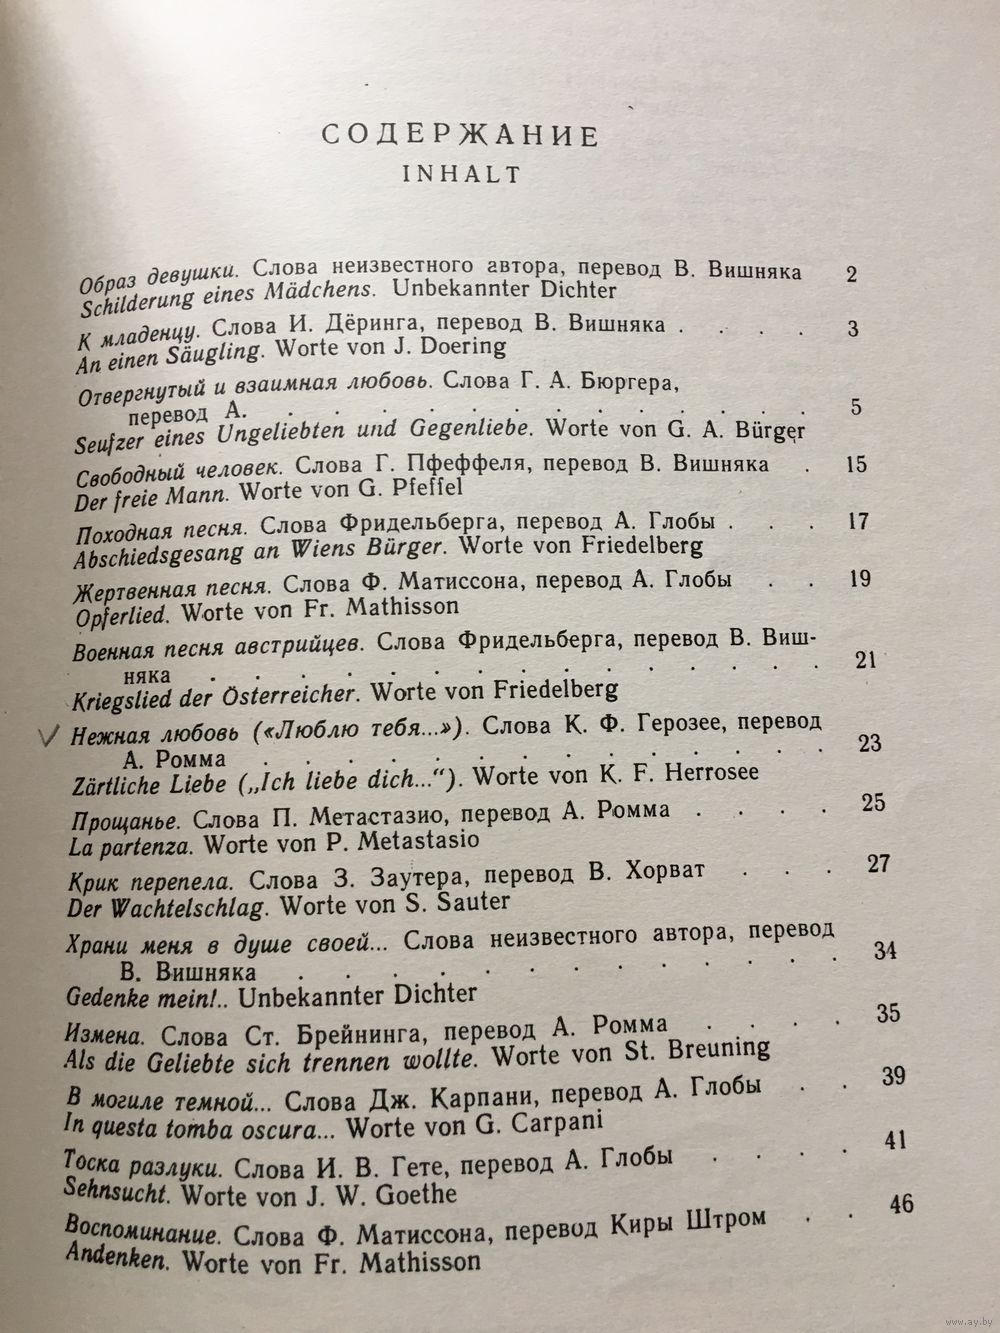 СОДЕРЖАНИЕ
INHALT
Образ девушки. Слова неизвестного автора, перевод В. Вишняка 2
Schilderung eines Mädchens. Unbekannter Dichter
К младенцу. Слова И. Дёринга, перевод В. Вишняка . . . . 3
An einen Säugling. Worte von J. Doering
Отвергнутый и взаимная любовь. Слова Г. А. Бюргера,
перевод А. . . . . . . . . . . . . 5
Seufzer eines Ungeliebten und Gegenliebe. Worte von G. A. Bürger
Свободный человек. Слова Г. Пфеффеля, перевод В. Вишняка . 15
Der freie Mann. Worte von G. Pfeffel
Походная песня. Слова Фридельберга, перевод А. Глобы . . . 17
Abschiedsgesang an Wiens Bürger. Worte von Friedelberg
Жертвенная песня. Слова Ф. Матиссона, перевод А. Глобы . . 19
Opferlied. Worte von Fr. Mathisson
Военная песня австрийцев. Слова Фридельберга, перевод В. Виш-
няка . . . . . . . . . . . . . . 21
Kriegslied der Österreicher. Worte von Friedelberg
Нежная любовь («Люблю тебя...»). Слова К. Ф. Герозее, перевод
А. Ромма . . . . . . . . . . . . . 23
Zärtliche Liebe („Ich liebe dich...“). Worte von K. F. Herrosee
Прощанье. Слова П. Метастазио, перевод А. Ромма . . . . 25
La partenza. Worte von P. Metastasio
Крик перепела. Слова З. Заутера, перевод В. Хорват . . . 27
Der Wachtelschlag. Worte von S. Sauter
Храни меня в душе своей... Слова неизвестного автора, перевод
В. Вишняка . . . . . . . . . . . . 34
Gedenke mein!.. Unbekannter Dichter
Измена. Слова Ст. Брейнинга, перевод А. Ромма . . . . 35
Als die Geliebte sich trennen wollte. Worte von St. Breuning
В могиле темной... Слова Дж. Карпани, перевод А. Глобы . . 39
In questa tomba oscura... Worte von G. Carpani
Тоска разлуки. Слова И. В. Гете, перевод А. Глобы . . . . 41
Sehnsucht. Worte von J. W. Goethe
Воспоминание. Слова Ф. Матиссона, перевод Киры Штром . . 46
Andenken. Worte von Fr. Mathisson
www.ay.by